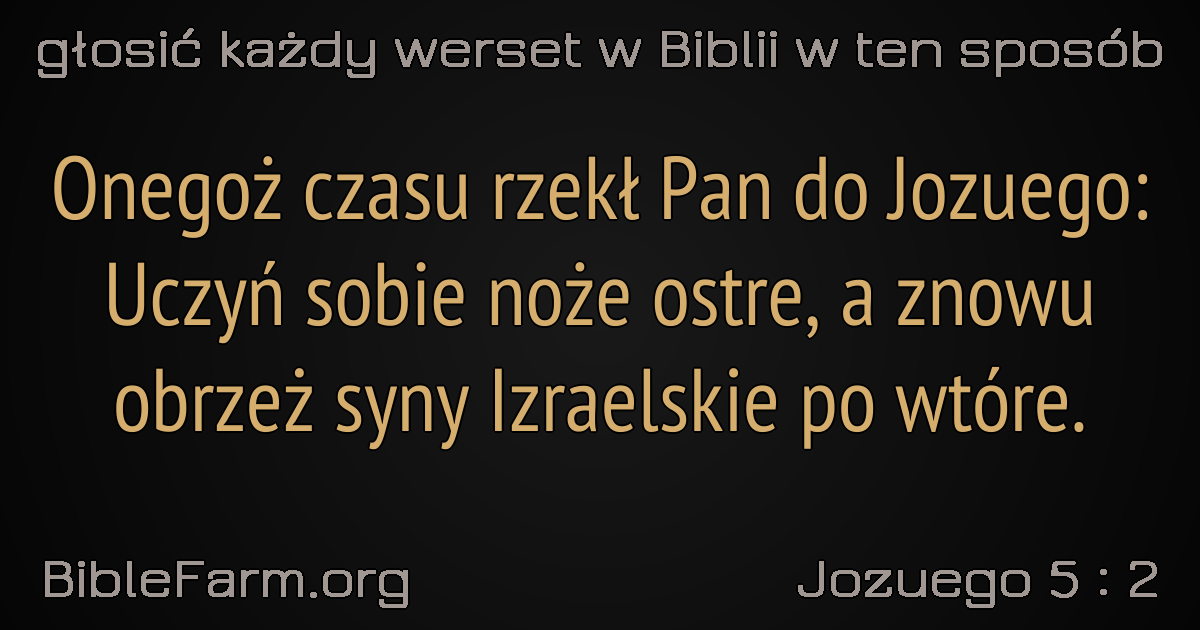 głosić każdy werset w Biblii w ten sposób
Onegoż czasu rzekł Pan do Jozuego:
Uczyń sobie noże ostre, a znowu
obrzeż syny Izraelskie po wtóre.
BibleFarm.org
Jozuego 5 : 2